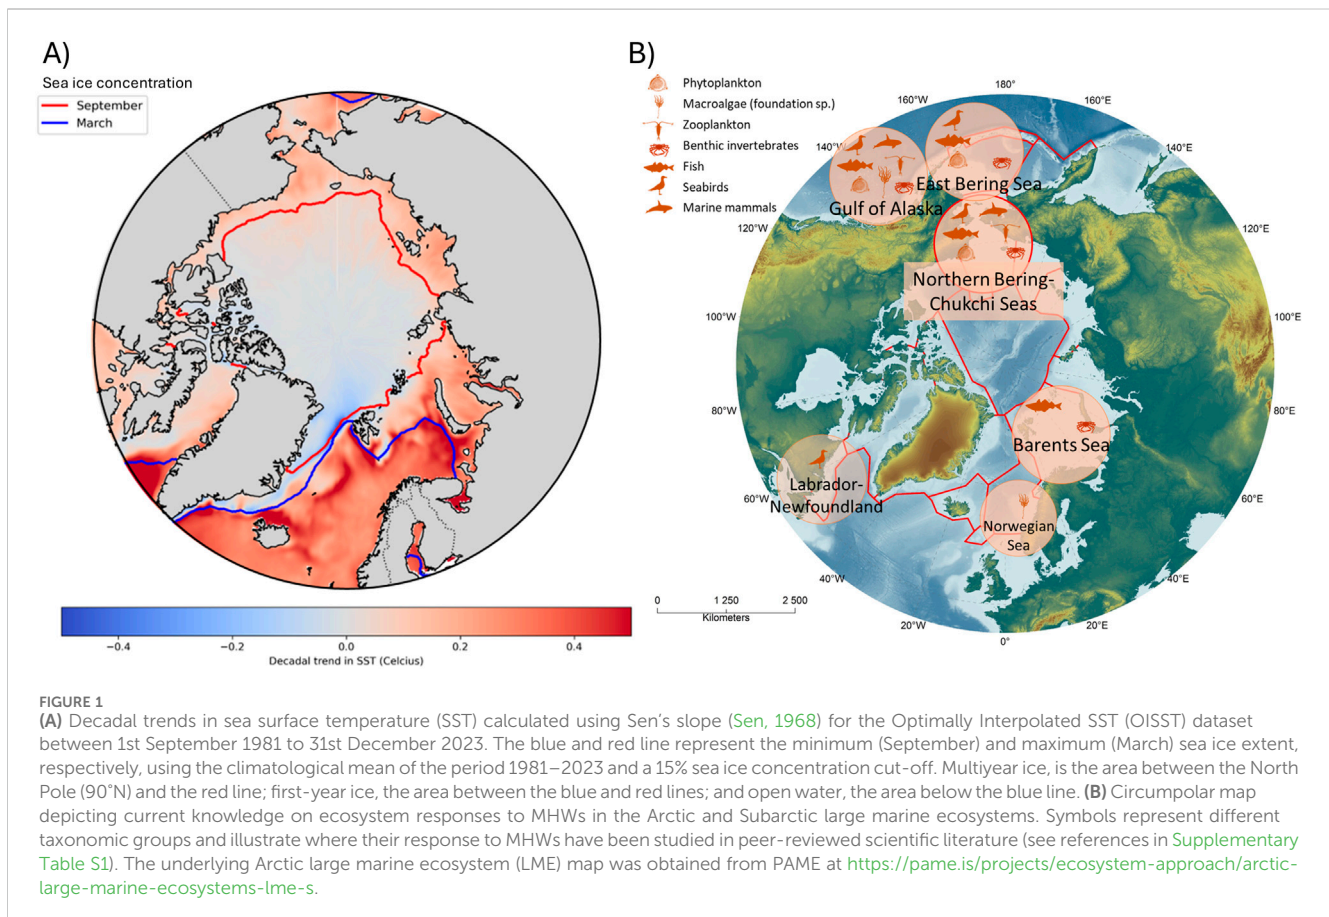 A)
Sea ice concentration
September
March
−0.4
−0.2
0.0
0.2
0.4
Decadal trend in SST (Celcius)
B)
Phytoplankton
Macroalgae (foundation sp.)
Zooplankton
Benthic invertebrates
Fish
Seabirds
Marine mammals
180°
160°W
160°E
140°W
140°E
East Bering Sea
Gulf of Alaska
120°W
120°E
Northern Bering-
Chukchi Seas
100°W
100°E
80°W
80°E
Barents Sea
Labrador-
Newfoundland
60°W
60°E
Norwegian
Sea
40°W
40°E
0
1 250
2 500
Kilometers
20°W
20°E
0°
FIGURE 1
(A) Decadal trends in sea surface temperature (SST) calculated using Sen's slope (Sen, 1968) for the Optimally Interpolated SST (OISST) dataset
between 1st September 1981 to 31st December 2023. The blue and red line represent the minimum (September) and maximum (March) sea ice extent,
respectively, using the climatological mean of the period 1981–2023 and a 15% sea ice concentration cut-off. Multiyear ice, is the area between the North
Pole (90°N) and the red line; first-year ice, the area between the blue and red lines; and open water, the area below the blue line. (B) Circumpolar map
depicting current knowledge on ecosystem responses to MHWs in the Arctic and Subarctic large marine ecosystems. Symbols represent different
taxonomic groups and illustrate where their response to MHWs have been studied in peer-reviewed scientific literature (see references in Supplementary
Table S1). The underlying Arctic large marine ecosystem (LME) map was obtained from PAME at https://pame.is/projects/ecosystem-approach/arctic-
large-marine-ecosystems-lme-s.